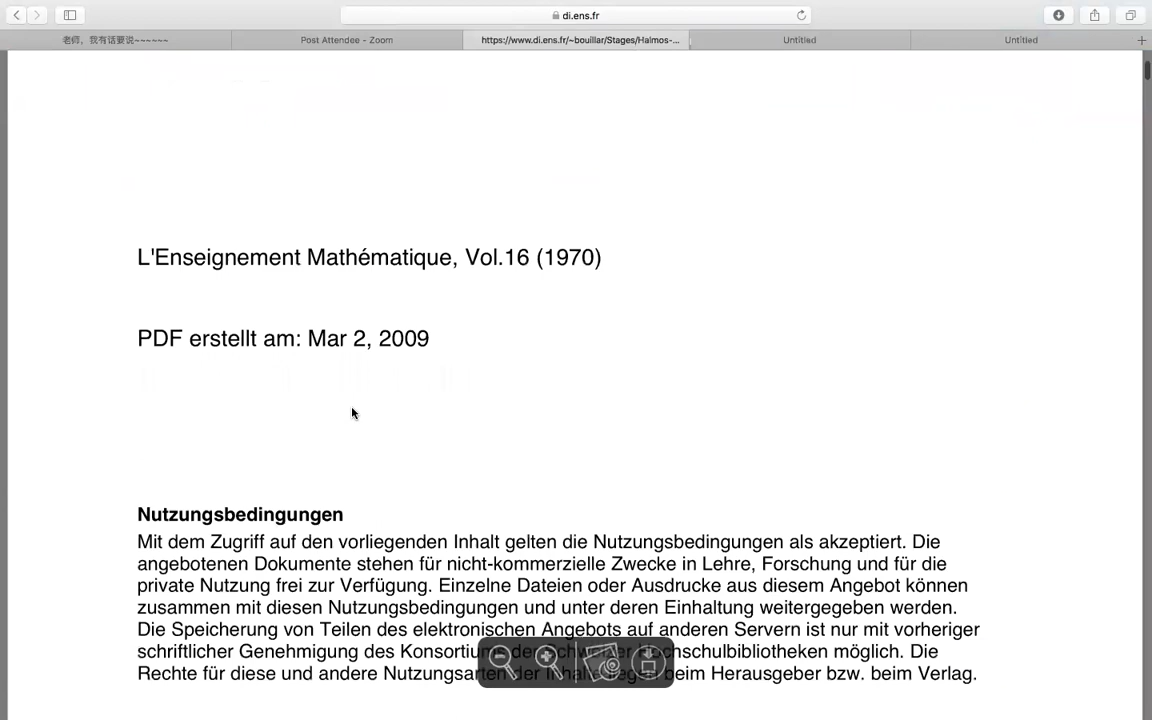 di.ens.fr
老师，我有话要说~~~~~~
Post Attendee - Zoom
https://www.di.ens.fr/~bouillar/Stages/Halmos-...
Untitled
Untitled
L'Enseignement Mathématique, Vol.16 (1970)
PDF erstellt am: Mar 2, 2009
Nutzungsbedingungen
Mit dem Zugriff auf den vorliegenden Inhalt gelten die Nutzungsbedingungen als akzeptiert. Die
angebotenen Dokumente stehen für nicht-kommerzielle Zwecke in Lehre, Forschung und für die
private Nutzung frei zur Verfügung. Einzelne Dateien oder Ausdrucke aus diesem Angebot können
zusammen mit diesen Nutzungsbedingungen und unter deren Einhaltung weitergegeben werden.
Die Speicherung von Teilen des elektronischen Angebots auf anderen Servern ist nur mit vorheriger
schriftlicher Genehmigung des Konsortiums der Schweizer Hochschulbibliotheken möglich. Die
Rechte für diese und andere Nutzungsarten der Inhalte liegen beim Herausgeber bzw. beim Verlag.